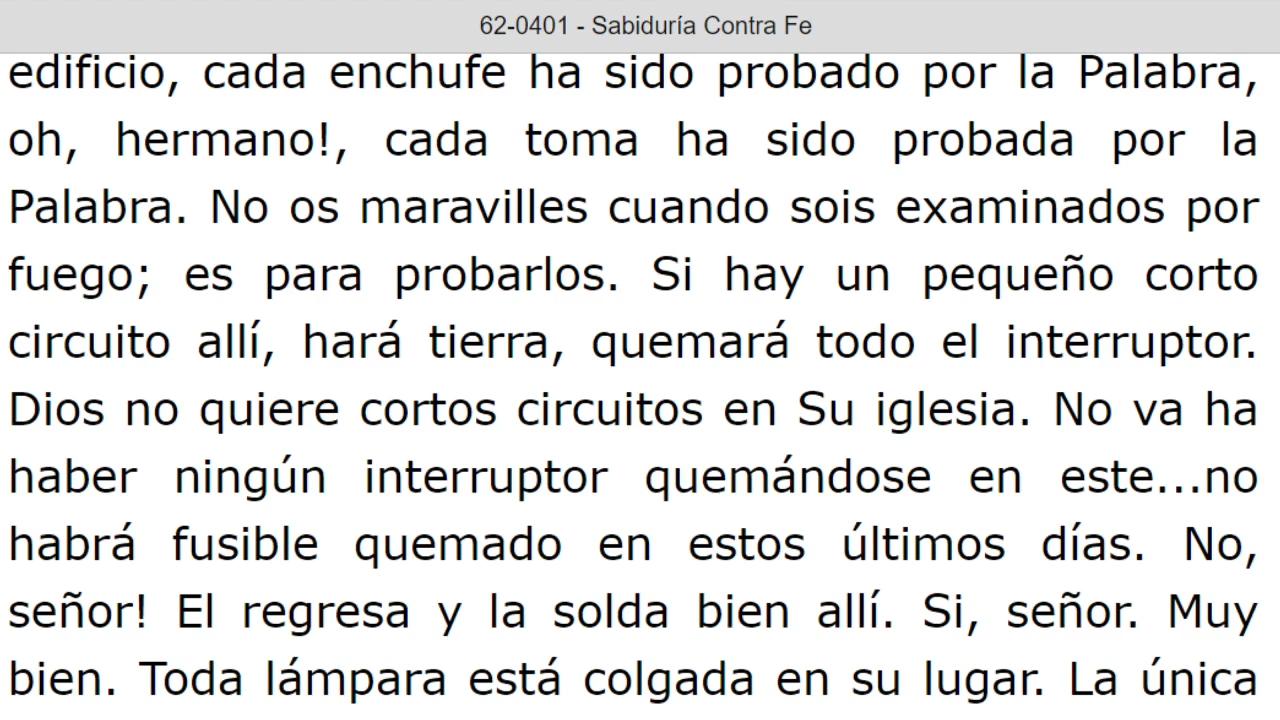 62-0401 - Sabiduría Contra Fe
edificio, cada enchufe ha sido probado por la Palabra,
oh, hermano!, cada toma ha sido probada por la
Palabra. No os maravilles cuando sois examinados por
fuego; es para probarlos. Si hay un pequeño corto
circuito allí, hará tierra, quemará todo el interruptor.
Dios no quiere cortos circuitos en Su iglesia. No va ha
haber ningún interruptor quemándose en este...no
habrá fusible quemado en estos últimos días. No,
señor! El regresa y la solda bien allí. Si, señor. Muy
bien. Toda lámpara está colgada en su lugar. La única